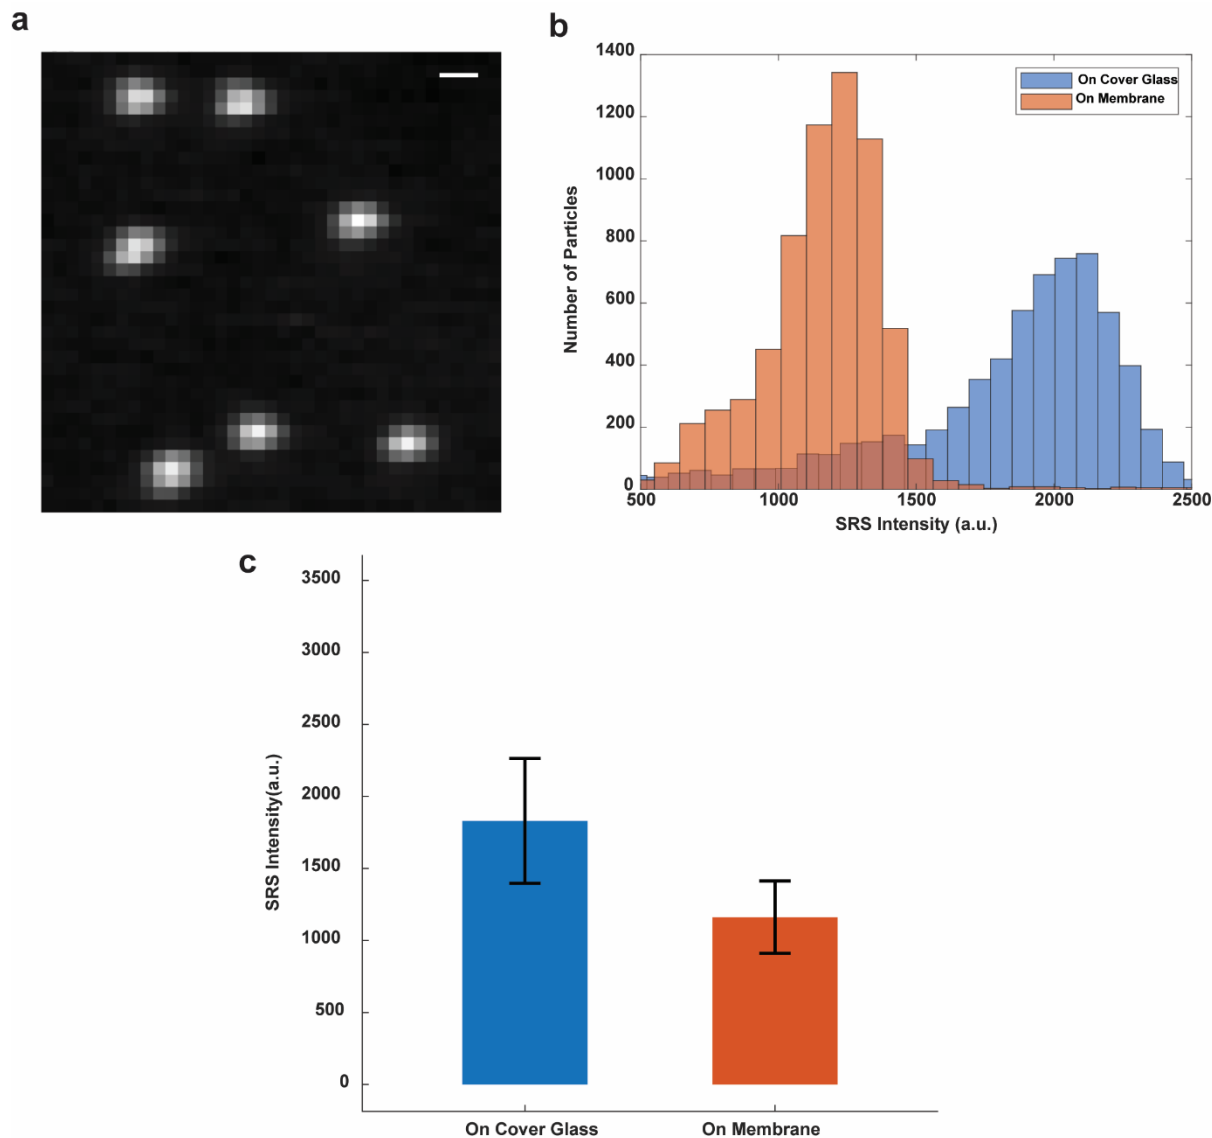 a
b
1400
1200
1000
800
600
400
200
0
Number of Particles
On Cover Glass
On Membrane
500
1000
1500
2000
2500
SRS Intensity (a.u.)
c
3500
3000
2500
2000
1500
1000
500
0
SRS Intensity(a.u.)
On Cover Glass
On Membrane